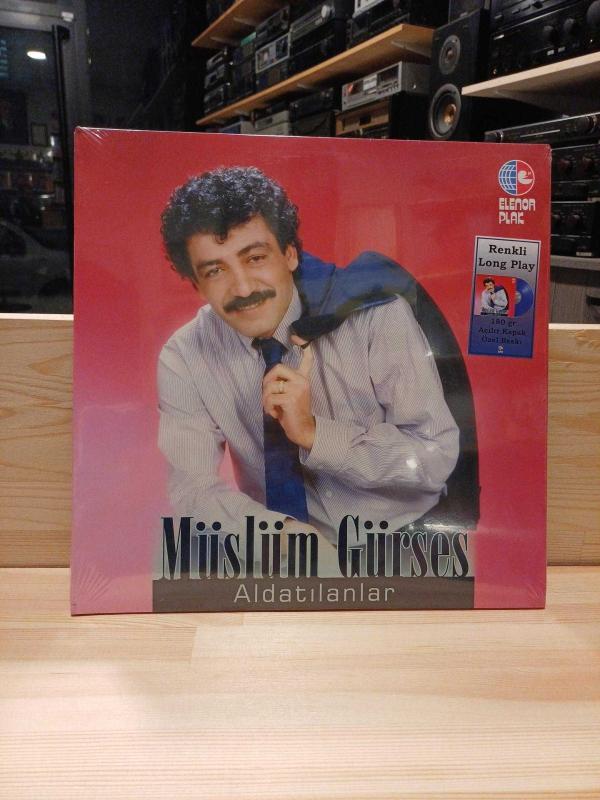 ELENOR
PLAK
Renkli
Long Play
180 gr
Açılır Kapak
Özel Baskı
Müslüm Gürses
Aldatılanlar